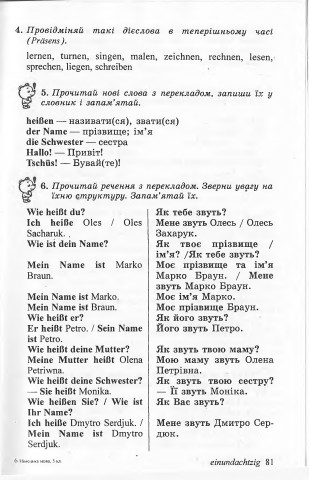 4. Провідміняй такі дієслова в теперішньому часі
(Präsens).
lernen, turnen, singen, malen, zeichnen, rechnen, lesen,
sprechen, liegen, schreiben
5. Прочитай нові слова з перекладом, запиши їх у
словник і запам'ятай.
heißen — називати(ся), звати(ся)
der Name — прізвище; ім'я
die Schwester — сестра
Hallo! — Привіт!
Tschüs! — Бувай(те)!
6. Прочитай речення з перекладом. Зверни увагу на
їхню структуру. Запам'ятай їх.
Wie heißt du?
Ich heiße Oles / Oles
Sacharuk.
Wie ist dein Name?
Mein Name ist Marko
Braun.
Mein Name ist Marko.
Mein Name ist Braun.
Wie heißt er?
Er heißt Petro. / Sein Name
ist Petro.
Wie heißt deine Mutter?
Meine Mutter heißt Olena
Petriwna.
Wie heißt deine Schwester?
— Sie heißt Monika.
Wie heißen Sie? / Wie ist
Ihr Name?
Ich heiße Dmytro Serdjuk. /
Mein Name ist Dmytro
Serdjuk.
Як тебе звуть?
Мене звуть Олесь / Олесь
Захарук.
Як твоє прізвище /
ім'я? /Як тебе звуть?
Моє прізвище та ім'я
Марко Браун. / Мене
звуть Марко Браун.
Моє ім'я Марко.
Моє прізвище Браун.
Як його звуть?
Його звуть Петро.
Як звуть твою маму?
Мою маму звуть Олена
Петрівна.
Як звуть твою сестру?
— Її звуть Моніка.
Як Вас звуть?
Мене звуть Дмитро Сер-
дюк.
Німецька мова, 5 кл.
einundachtzig 81